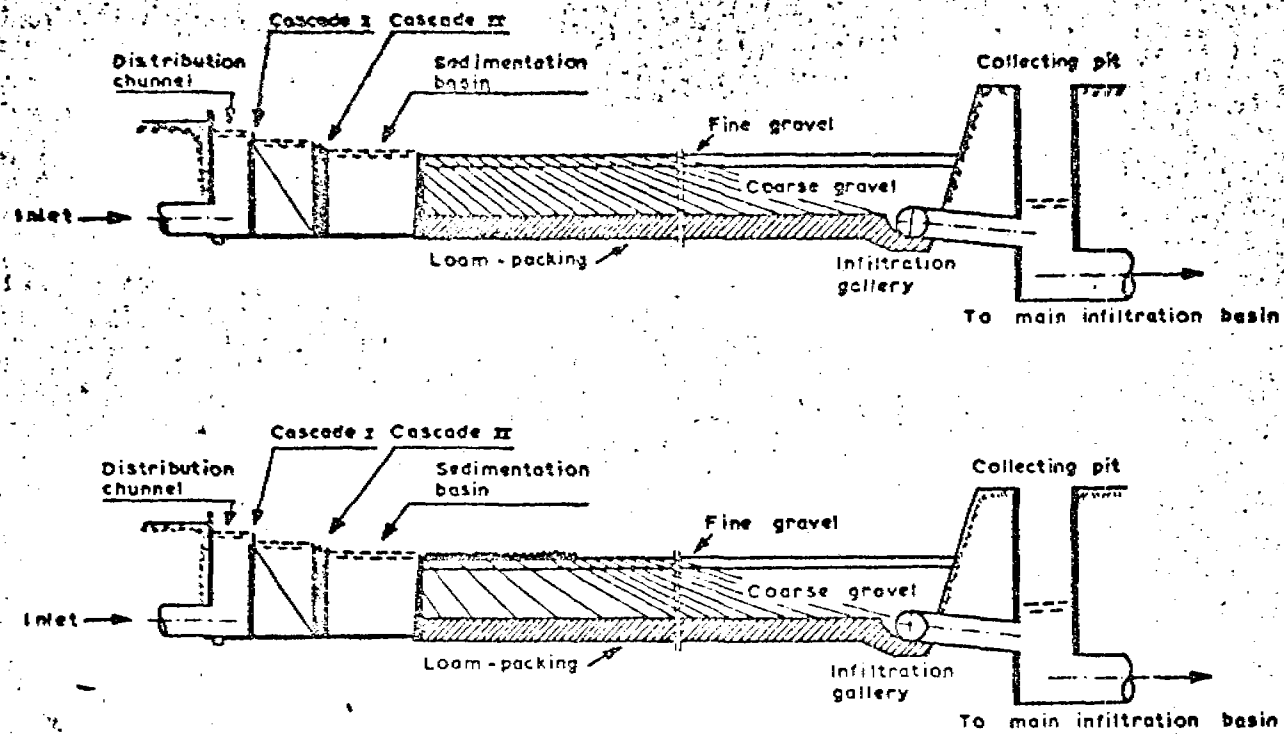 Cascade I Cascade II
Distribution
chunnel
Sedimentation
basin
Collecting pit
Fine gravel
Coarse gravel
Inlet
Loam-packing
Infiltration
gallery
To main infiltration basin
Cascade I Cascade II
Distribution
chunnel
Sedimentation
basin
Collecting pit
Fine gravel
Coarse gravel
Inlet
Loam-packing
Infiltration
gallery
To main infiltration basin